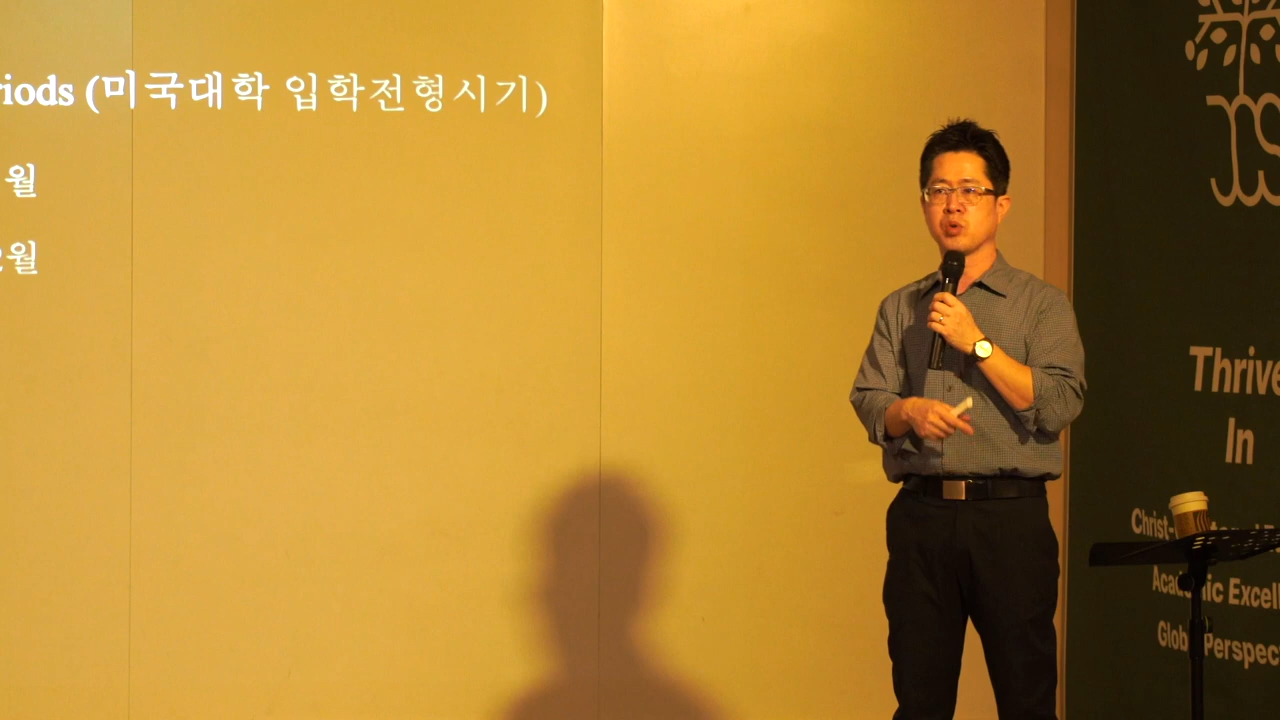 riods (미국대학 입학전형시기)
월
2월
Thrive
In
Christ-
Academic Excell
Global Perspect